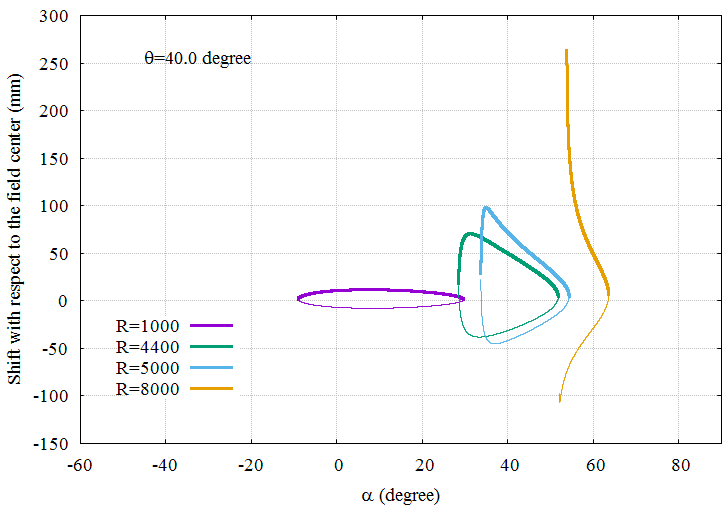 300
250
200
150
100
50
0
-50
-100
-150
Shift with respect to the field center (mm)
θ=40.0 degree
R=1000
R=4400
R=5000
R=8000
-60
-40
-20
0
20
40
60
80
α (degree)